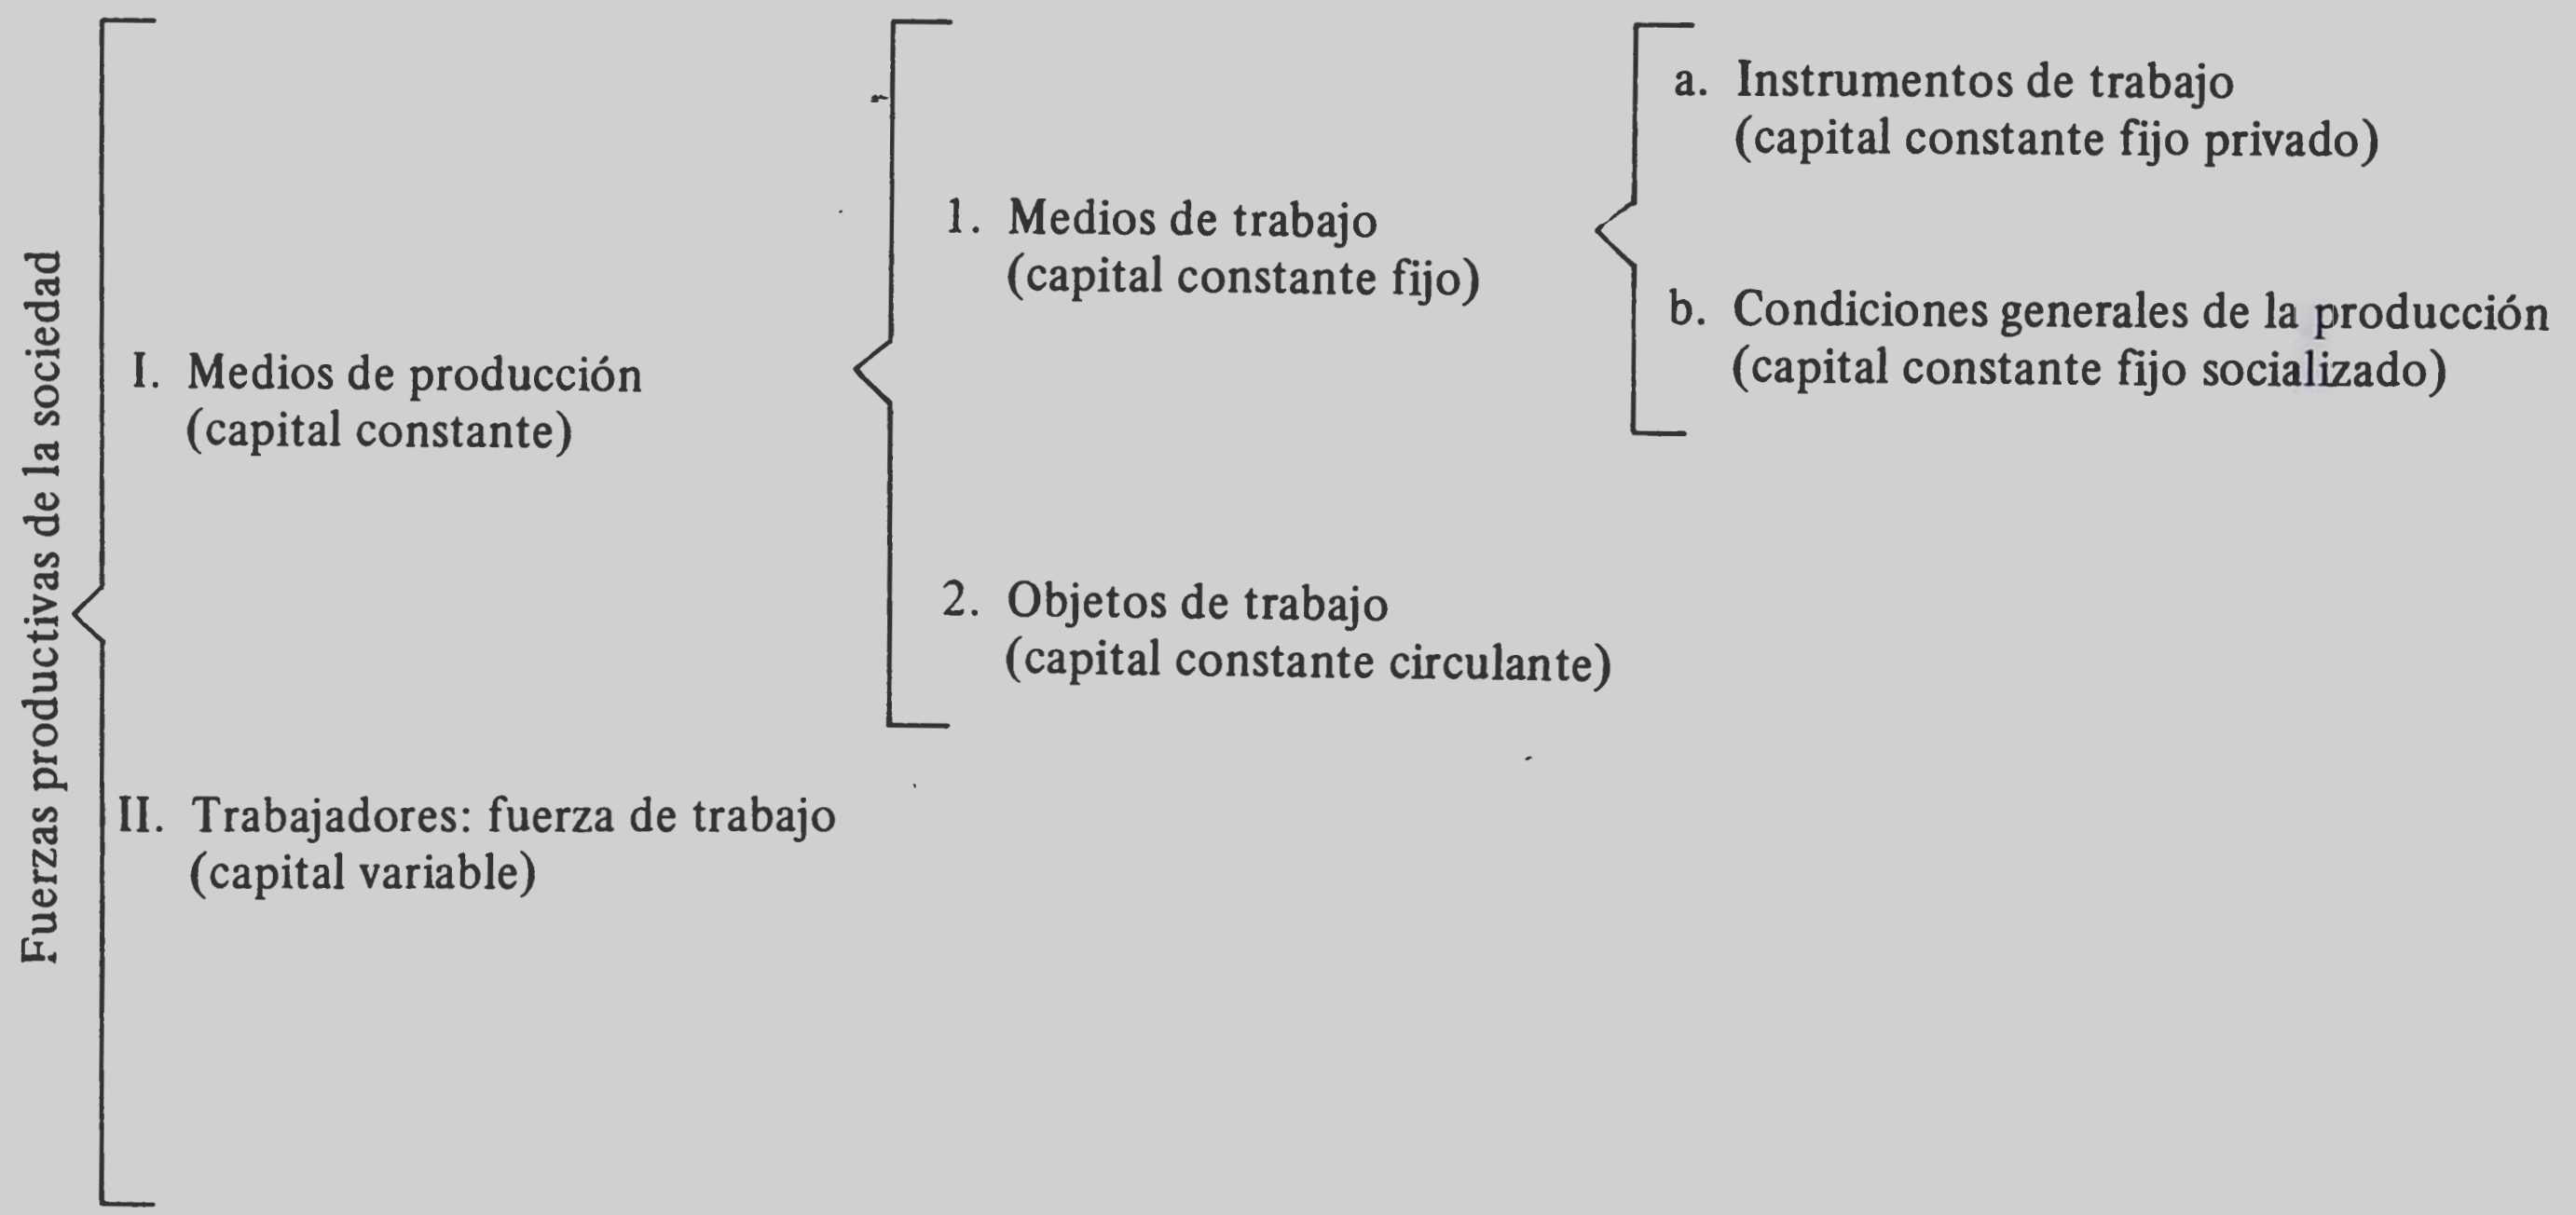 Fuerzas productivas de la sociedad
I. Medios de producción
(capital constante)
1. Medios de trabajo
(capital constante fijo)
a. Instrumentos de trabajo
(capital constante fijo privado)
b. Condiciones generales de la producción
(capital constante fijo socializado)
2. Objetos de trabajo
(capital constante circulante)
II. Trabajadores: fuerza de trabajo
(capital variable)